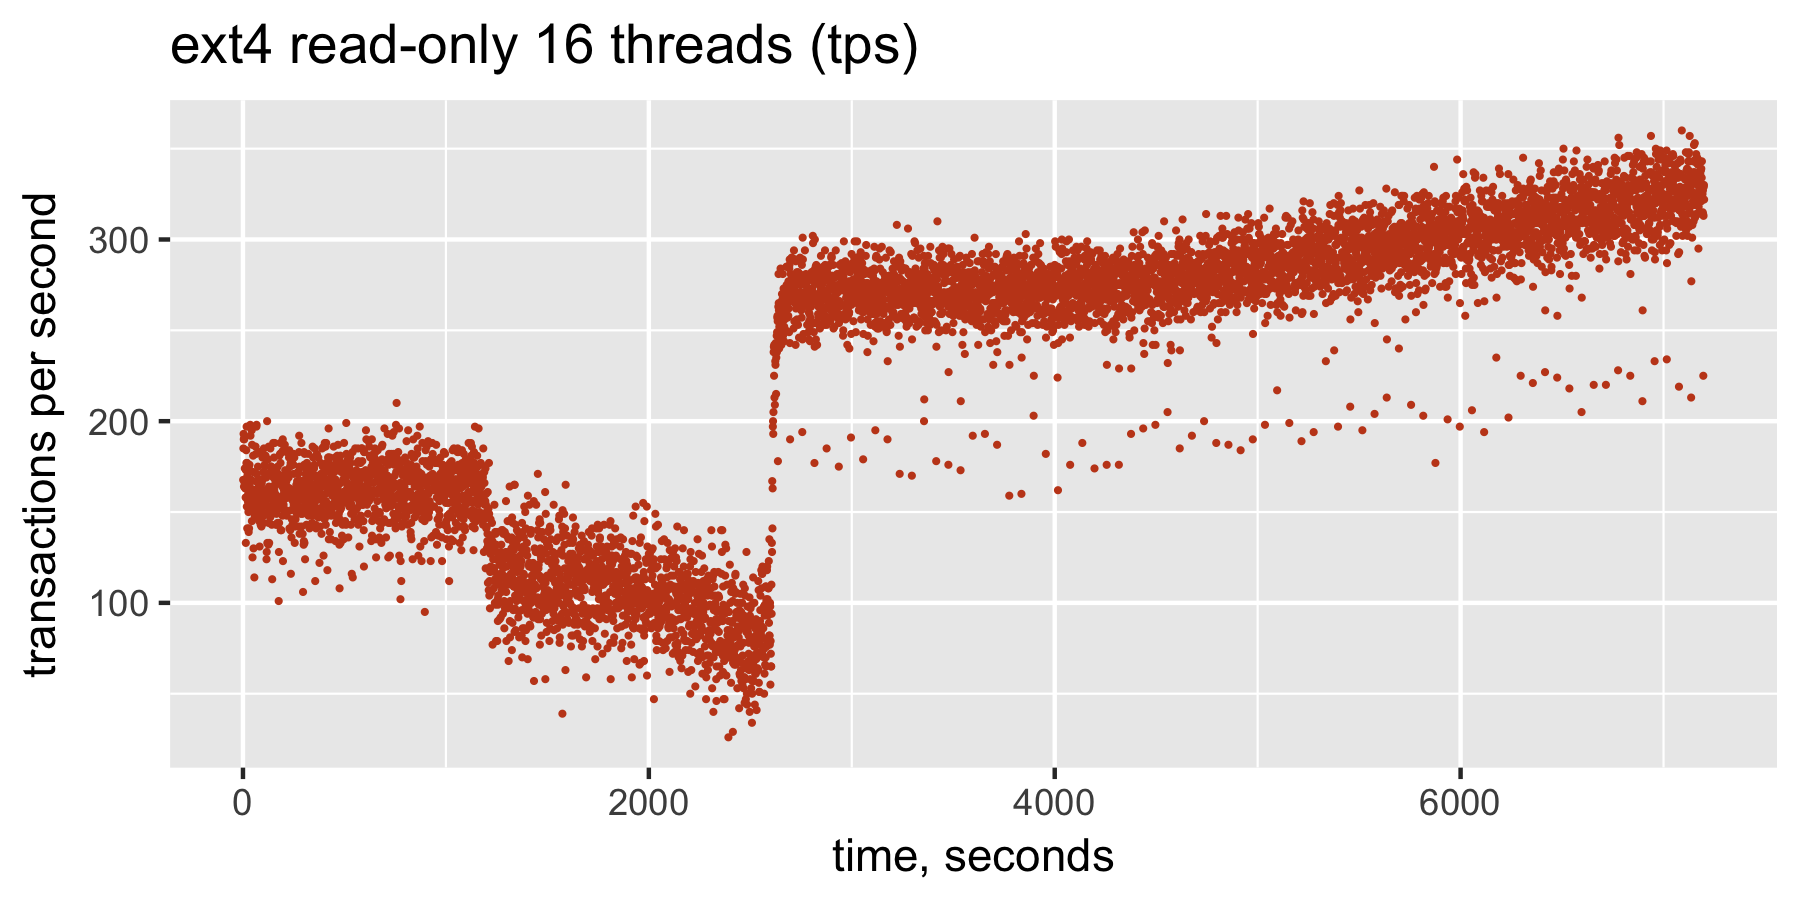 ext4 read-only 16 threads (tps)
transactions per second
300
200
100
0 2000 4000 6000
time, seconds